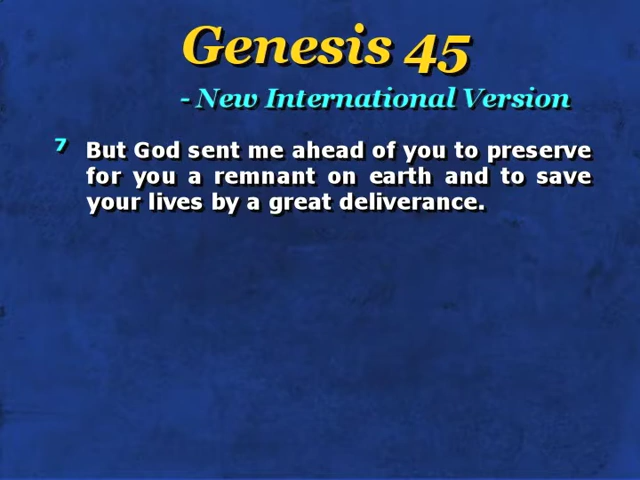 Genesis 45
- New International Version
7 But God sent me ahead of you to preserve
for you a remnant on earth and to save
your lives by a great deliverance.